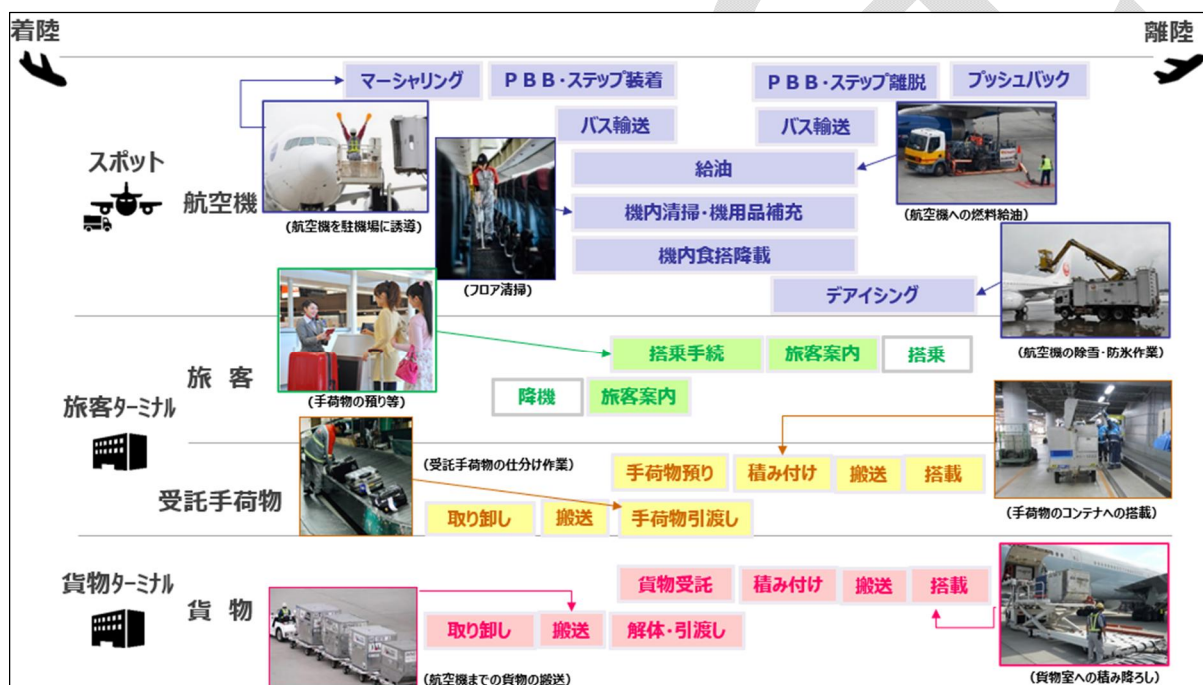 着陸
離陸
マーシャリング
PBB・ステップ装着
PBB・ステップ離脱
プッシュバック
バス輸送
バス輸送
スポット
航空機
給油
(航空機を駐機場に誘導)
機内清掃・機用品補充
(航空機への燃料給油)
機内食搭降載
(フロア清掃)
デアイシング
(航空機の除雪・防氷作業)
旅客ターミナル
旅 客
搭乗手続
旅客案内
搭乗
(手荷物の預り等)
降機
旅客案内
受託手荷物
(受託手荷物の仕分け作業)
手荷物預り
積み付け
搬送
搭載
取り卸し
搬送
手荷物引渡し
(手荷物のコンテナへの搭載)
貨物ターミナル
貨 物
貨物受託
積み付け
搬送
搭載
取り卸し
搬送
解体・引渡し
(航空機までの貨物の搬送)
(貨物室への積み降ろし)